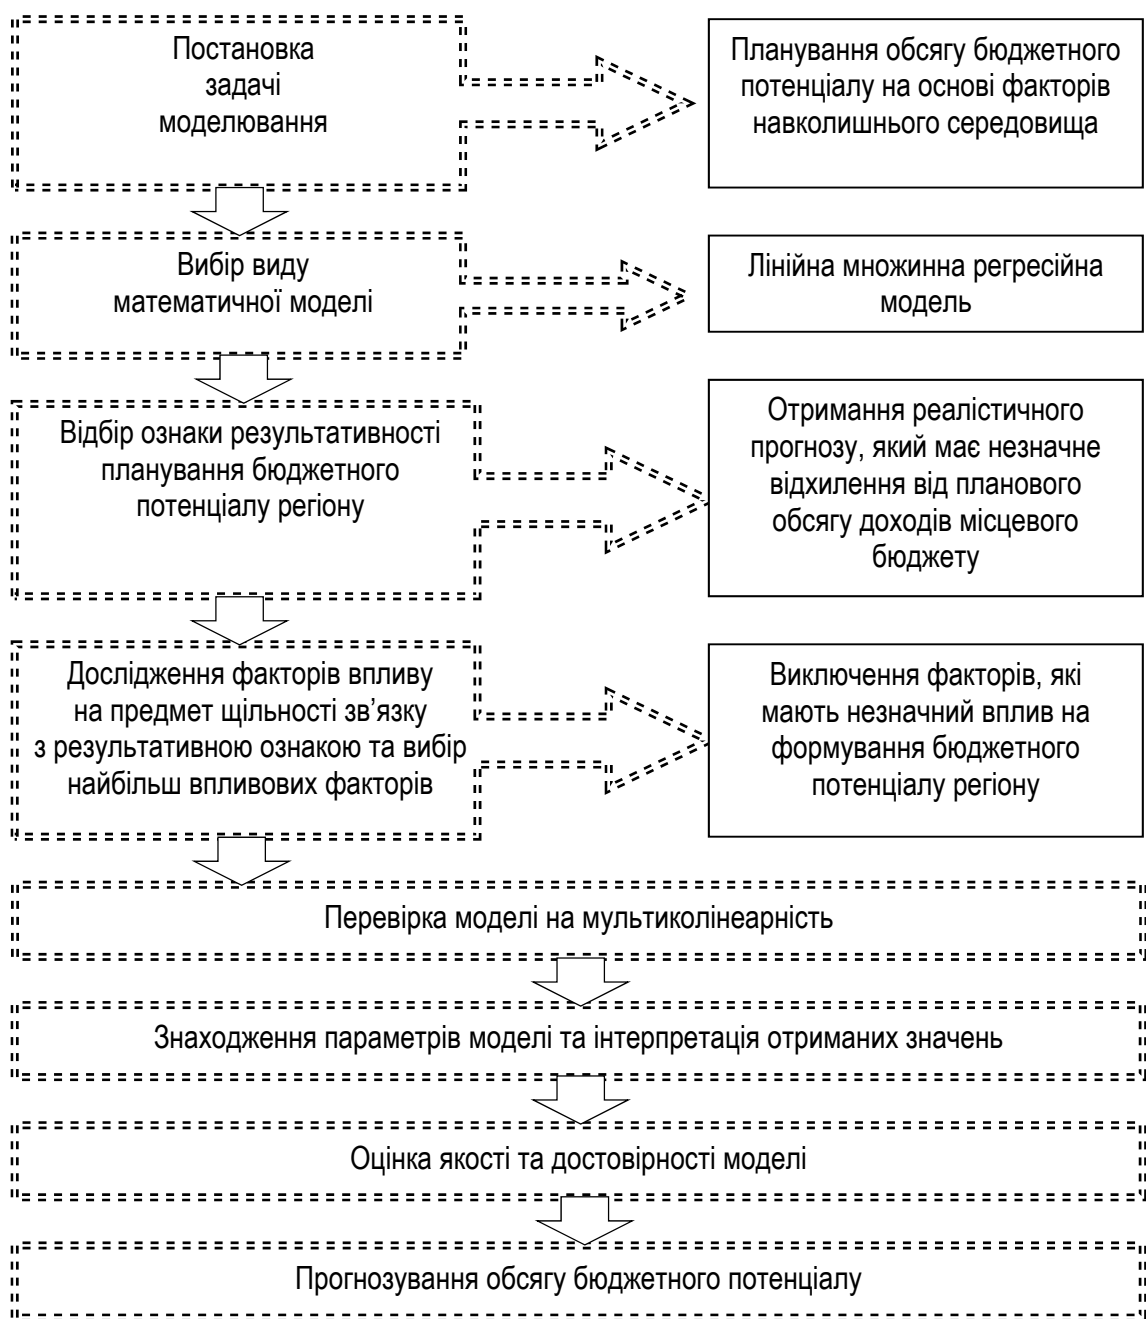 Постановка
задачі
моделювання
Планування обсягу бюджетного
потенціалу на основі факторів
навколишнього середовища
Вибір виду
математичної моделі
Лінійна множинна регресійна
модель
Відбір ознаки результативності
планування бюджетного
потенціалу регіону
Отримання реалістичного
прогнозу, який має незначне
відхилення від планового
обсягу доходів місцевого
бюджету
Дослідження факторів впливу
на предмет щільності зв’язку
з результативною ознакою та вибір
найбільш впливових факторів
Виключення факторів, які
мають незначний вплив на
формування бюджетного
потенціалу регіону
Перевірка моделі на мультиколінеарність
Знаходження параметрів моделі та інтерпретація отриманих значень
Оцінка якості та достовірності моделі
Прогнозування обсягу бюджетного потенціалу